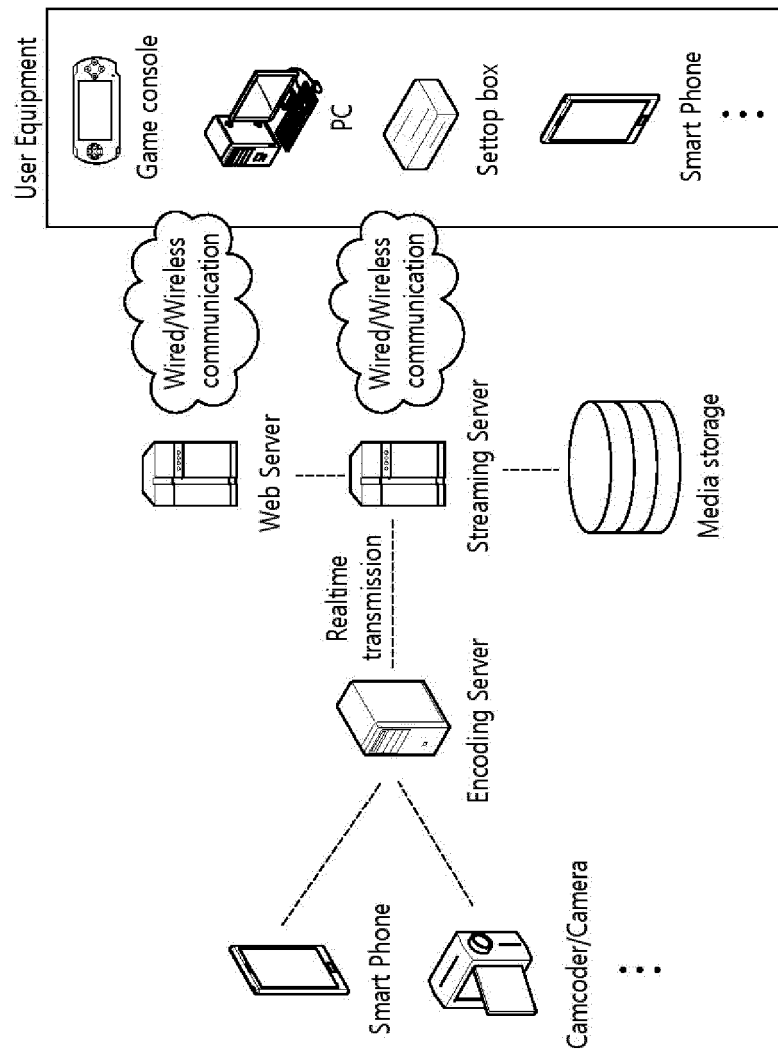 User Equipment
Game console
PC
Settop box
Smart Phone
Wired/Wireless
communication
Wired/Wireless
communication
Web Server
Streaming Server
Media storage
Realtime
transmission
Encoding Server
Smart Phone
Camcoder/Camera